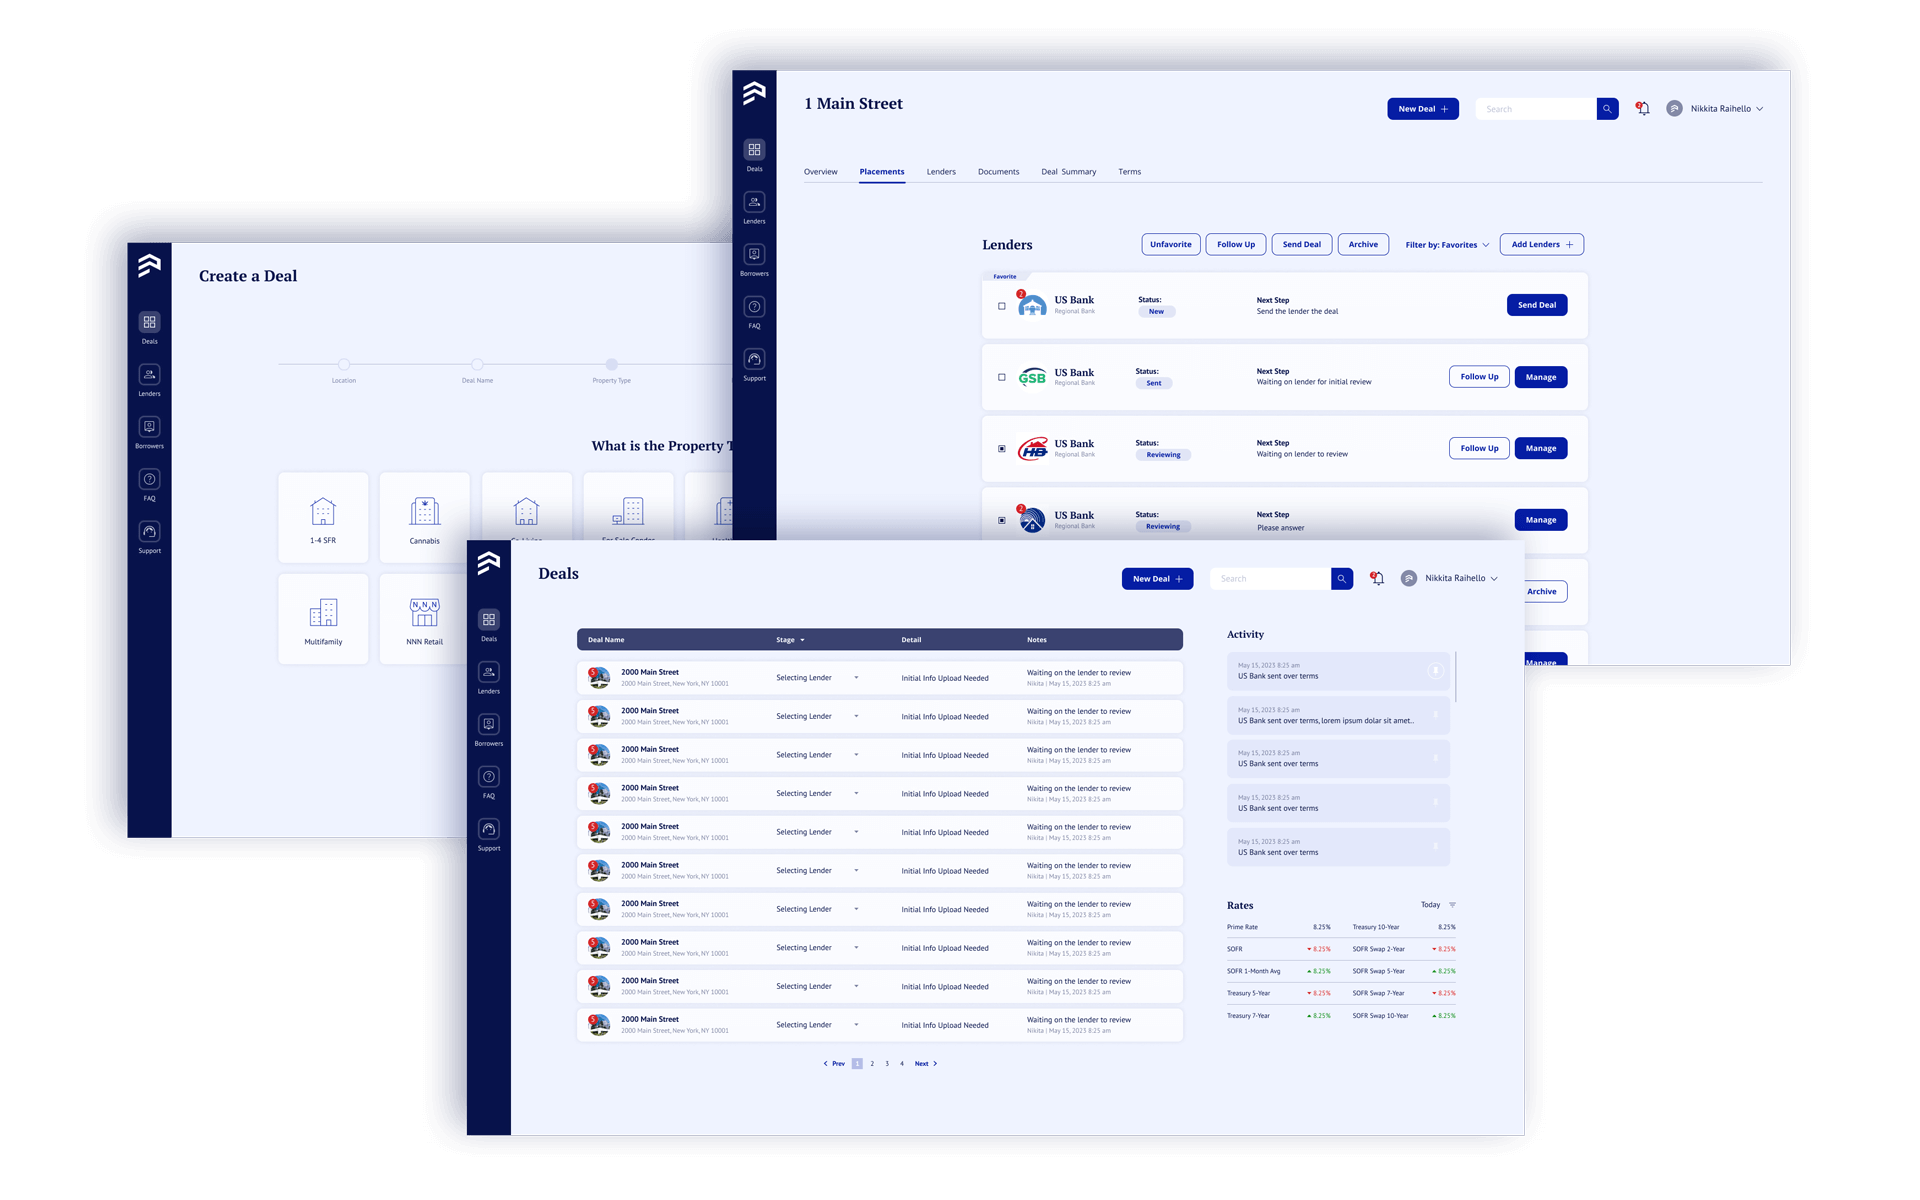 1 Main Street
New Deal +
Search
2
Nikkita Raihello
Deals
Lenders
Borrowers
FAQ
Support
Overview
Placements
Lenders
Documents
Deal Summary
Terms
Lenders
Unfavorite
Follow Up
Send Deal
Archive
Filter by: Favorites
Add Lenders +
Favorite
2
US Bank
Regional Bank
Status:
New
Next Step
Send the lender the deal
Send Deal
GSB
US Bank
Regional Bank
Status:
Sent
Next Step
Waiting on lender for initial review
Follow Up
Manage
HB
US Bank
Regional Bank
Status:
Reviewing
Next Step
Waiting on lender to review
Follow Up
Manage
2
US Bank
Regional Bank
Status:
Reviewing
Next Step
Please answer
Manage
Archive
Manage
Create a Deal
Deals
Lenders
Borrowers
FAQ
Support
Location
Deal Name
Property Type
What is the Property
1-4 SFR
Cannabis
Multifamily
N N N
NNN Retail
Deals
New Deal +
Search
2
Nikkita Raihello
Deals
Lenders
Borrowers
FAQ
Support
Deal Name
Stage
Detail
Notes
5
2000 Main Street
2000 Main Street, New York, NY 10001
Selecting Lender
Initial Info Upload Needed
Waiting on the lender to review
Nikita | May 15, 2023 8:25 am
5
2000 Main Street
2000 Main Street, New York, NY 10001
Selecting Lender
Initial Info Upload Needed
Waiting on the lender to review
Nikita | May 15, 2023 8:25 am
5
2000 Main Street
2000 Main Street, New York, NY 10001
Selecting Lender
Initial Info Upload Needed
Waiting on the lender to review
Nikita | May 15, 2023 8:25 am
5
2000 Main Street
2000 Main Street, New York, NY 10001
Selecting Lender
Initial Info Upload Needed
Waiting on the lender to review
Nikita | May 15, 2023 8:25 am
5
2000 Main Street
2000 Main Street, New York, NY 10001
Selecting Lender
Initial Info Upload Needed
Waiting on the lender to review
Nikita | May 15, 2023 8:25 am
5
2000 Main Street
2000 Main Street, New York, NY 10001
Selecting Lender
Initial Info Upload Needed
Waiting on the lender to review
Nikita | May 15, 2023 8:25 am
5
2000 Main Street
2000 Main Street, New York, NY 10001
Selecting Lender
Initial Info Upload Needed
Waiting on the lender to review
Nikita | May 15, 2023 8:25 am
5
2000 Main Street
2000 Main Street, New York, NY 10001
Selecting Lender
Initial Info Upload Needed
Waiting on the lender to review
Nikita | May 15, 2023 8:25 am
5
2000 Main Street
2000 Main Street, New York, NY 10001
Selecting Lender
Initial Info Upload Needed
Waiting on the lender to review
Nikita | May 15, 2023 8:25 am
5
2000 Main Street
2000 Main Street, New York, NY 10001
Selecting Lender
Initial Info Upload Needed
Waiting on the lender to review
Nikita | May 15, 2023 8:25 am
Prev 1 2 3 4 Next
Activity
May 15, 2023 8:25 am
US Bank sent over terms
May 15, 2023 8:25 am
US Bank sent over terms, lorem ipsum dolar sit amet..
May 15, 2023 8:25 am
US Bank sent over terms
May 15, 2023 8:25 am
US Bank sent over terms
May 15, 2023 8:25 am
US Bank sent over terms
Rates
Today
Prime Rate 8.25% Treasury 10-Year 8.25%
SOFR 8.25% SOFR Swap 2-Year 8.25%
SOFR 1-Month Avg 8.25% SOFR Swap 5-Year 8.25%
Treasury 5-Year 8.25% SOFR Swap 7-Year 8.25%
Treasury 7-Year 8.25% SOFR Swap 10-Year 8.25%